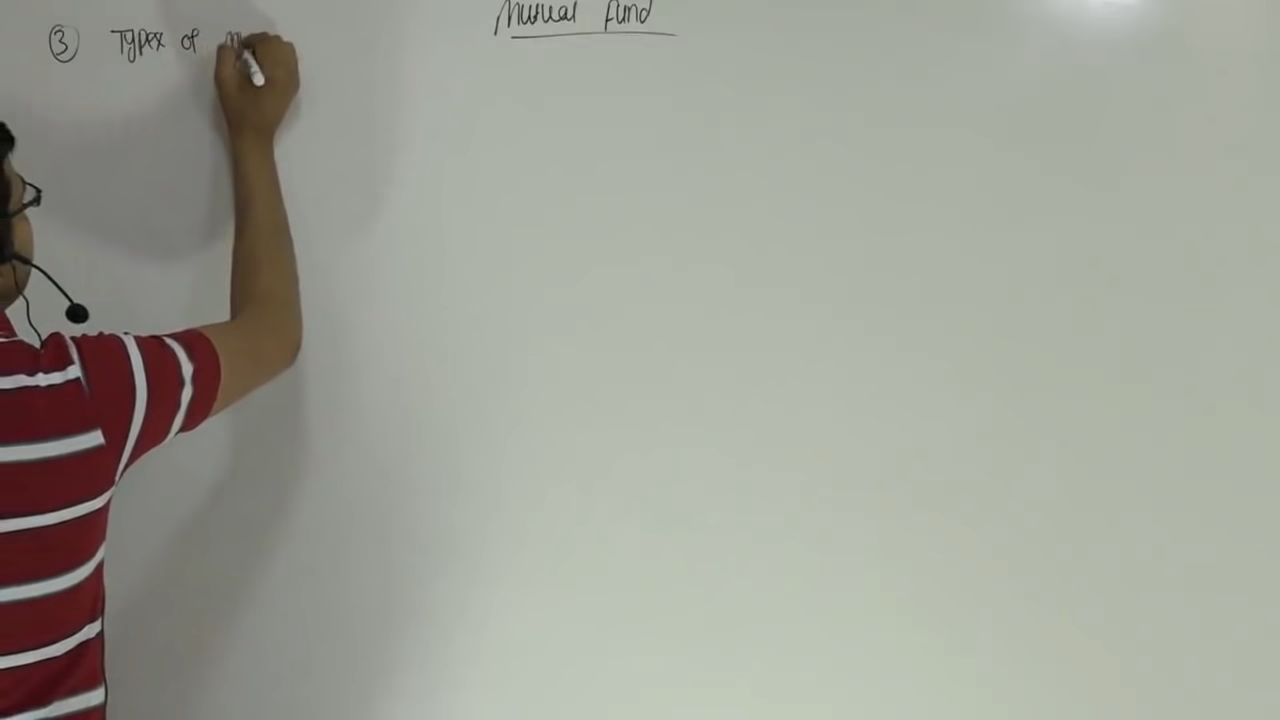 Mutual Fund
③ Types of